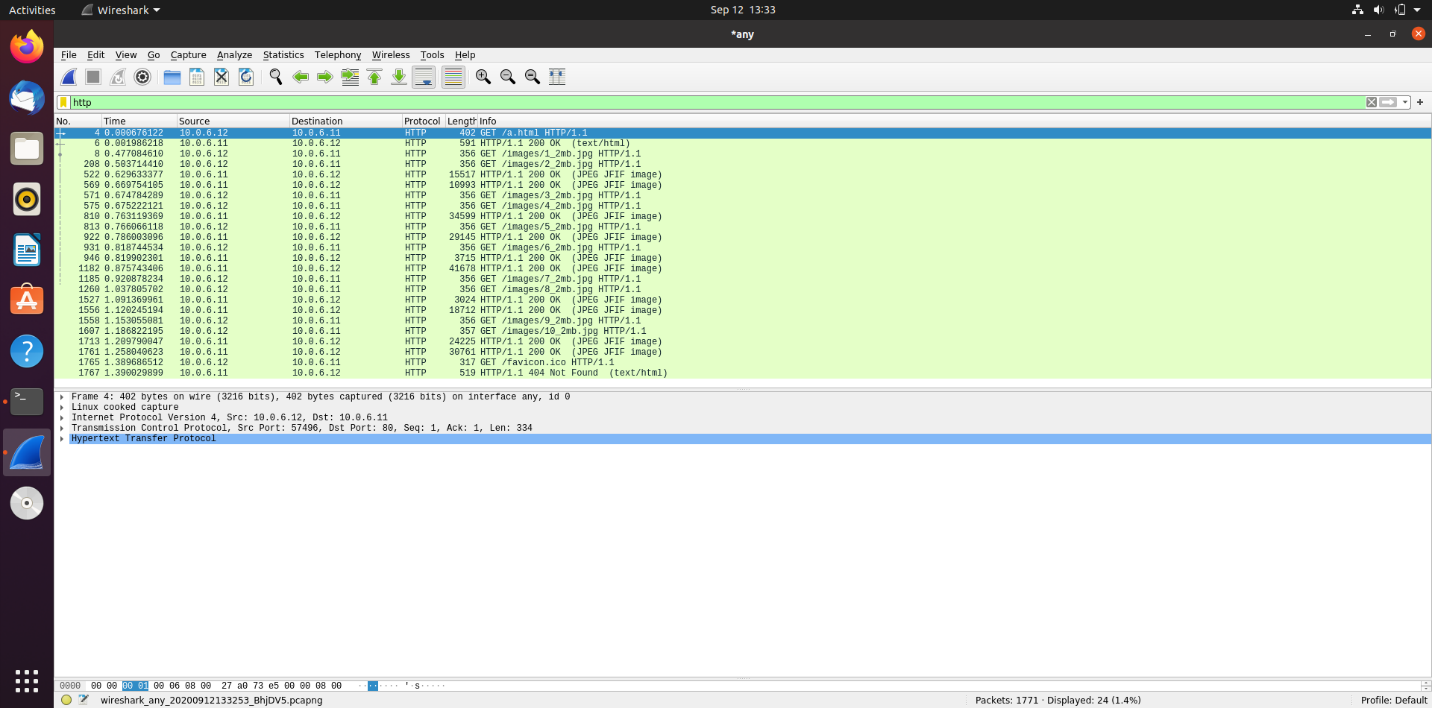 Activities Wireshark Sep 12 13:33
*any
File Edit View Go Capture Analyze Statistics Telephony Wireless Tools Help
http
No. Time Source Destination Protocol Length Info
4 0.000676122 10.0.6.12 10.0.6.11 HTTP 402 GET /a.html HTTP/1.1
6 0.001986218 10.0.6.11 10.0.6.12 HTTP 591 HTTP/1.1 200 OK (text/html)
8 0.477084610 10.0.6.12 10.0.6.11 HTTP 356 GET /images/1_2mb.jpg HTTP/1.1
208 0.503714410 10.0.6.12 10.0.6.11 HTTP 356 GET /images/2_2mb.jpg HTTP/1.1
522 0.629633377 10.0.6.11 10.0.6.12 HTTP 15517 HTTP/1.1 200 OK (JPEG JFIF image)
569 0.669754105 10.0.6.11 10.0.6.12 HTTP 10993 HTTP/1.1 200 OK (JPEG JFIF image)
571 0.674784289 10.0.6.12 10.0.6.11 HTTP 356 GET /images/3_2mb.jpg HTTP/1.1
575 0.675222121 10.0.6.12 10.0.6.11 HTTP 356 GET /images/4_2mb.jpg HTTP/1.1
810 0.763119369 10.0.6.11 10.0.6.12 HTTP 34599 HTTP/1.1 200 OK (JPEG JFIF image)
813 0.766066118 10.0.6.12 10.0.6.11 HTTP 356 GET /images/5_2mb.jpg HTTP/1.1
922 0.786003096 10.0.6.11 10.0.6.12 HTTP 29145 HTTP/1.1 200 OK (JPEG JFIF image)
931 0.818744534 10.0.6.12 10.0.6.11 HTTP 356 GET /images/6_2mb.jpg HTTP/1.1
946 0.819902301 10.0.6.11 10.0.6.12 HTTP 3715 HTTP/1.1 200 OK (JPEG JFIF image)
1182 0.875743406 10.0.6.11 10.0.6.12 HTTP 41678 HTTP/1.1 200 OK (JPEG JFIF image)
1185 0.920878234 10.0.6.12 10.0.6.11 HTTP 356 GET /images/7_2mb.jpg HTTP/1.1
1260 1.037805702 10.0.6.12 10.0.6.11 HTTP 356 GET /images/8_2mb.jpg HTTP/1.1
1527 1.091369961 10.0.6.11 10.0.6.12 HTTP 3024 HTTP/1.1 200 OK (JPEG JFIF image)
1556 1.120245194 10.0.6.11 10.0.6.12 HTTP 18712 HTTP/1.1 200 OK (JPEG JFIF image)
1558 1.153055081 10.0.6.12 10.0.6.11 HTTP 356 GET /images/9_2mb.jpg HTTP/1.1
1607 1.186822195 10.0.6.12 10.0.6.11 HTTP 357 GET /images/10_2mb.jpg HTTP/1.1
1713 1.209790047 10.0.6.11 10.0.6.12 HTTP 24225 HTTP/1.1 200 OK (JPEG JFIF image)
1761 1.258040623 10.0.6.11 10.0.6.12 HTTP 30761 HTTP/1.1 200 OK (JPEG JFIF image)
1765 1.389686512 10.0.6.12 10.0.6.11 HTTP 317 GET /favicon.ico HTTP/1.1
1767 1.390029899 10.0.6.11 10.0.6.12 HTTP 519 HTTP/1.1 404 Not Found (text/html)
Frame 4: 402 bytes on wire (3216 bits), 402 bytes captured (3216 bits) on interface any, id 0
Linux cooked capture
Internet Protocol Version 4, Src: 10.0.6.12, Dst: 10.0.6.11
Transmission Control Protocol, Src Port: 57496, Dst Port: 80, Seq: 1, Ack: 1, Len: 334
Hypertext Transfer Protocol
0000 00 00 00 01 00 06 08 00 27 a0 73 e5 00 00 08 00 ········ '·s·····
wireshark_any_20200912133253_BhjDV5.pcapng Packets: 1771 · Displayed: 24 (1.4%) Profile: Default